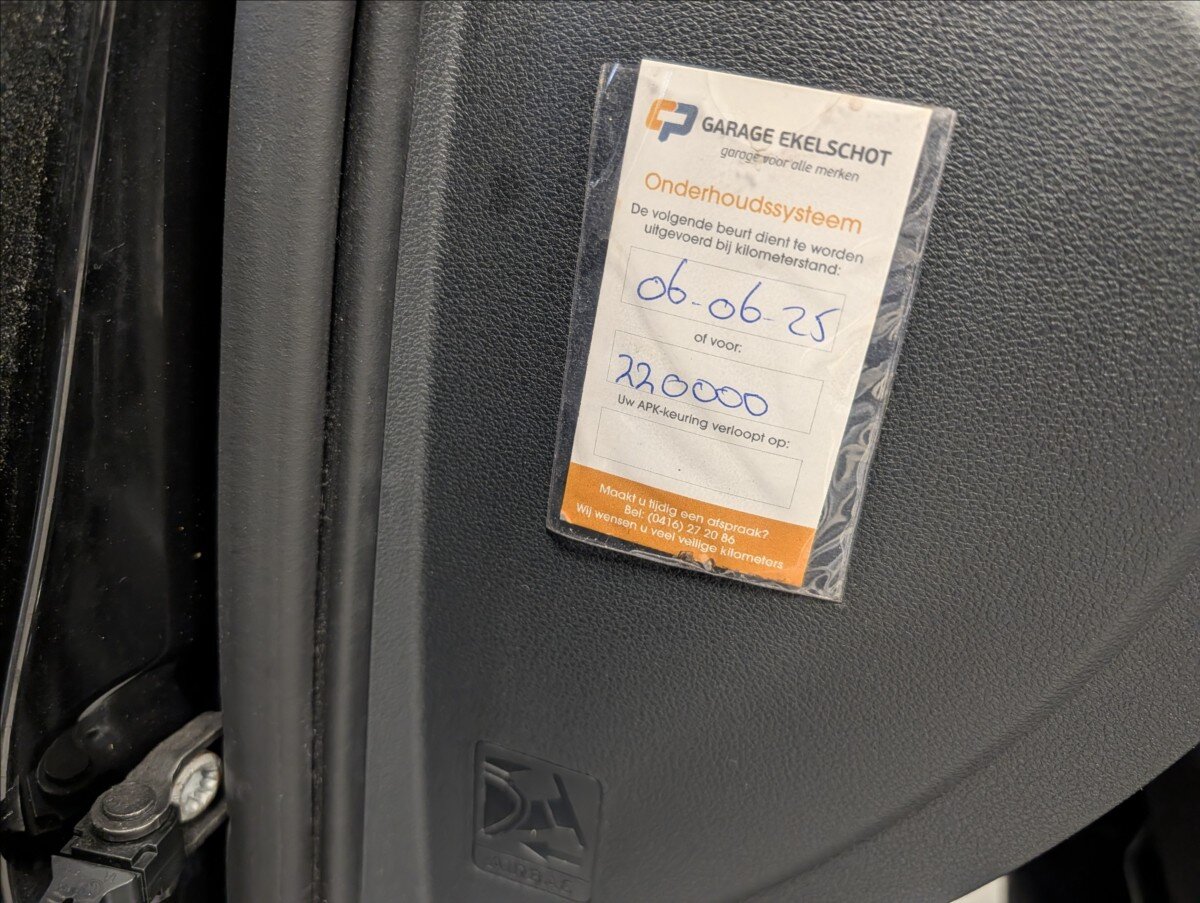 GARAGE EKELSCHOT
garage voor alle merken
Onderhoudssysteem
De volgende beurt dient te worden
uitgevoerd bij kilometerstand:
06-06-25
of voor:
220000
Uw APK-keuring verloopt op:
Maakt u tijdig een afspraak?
Bel: (0416) 27 20 86
Wij wensen u veel veilige kilometers
AIRBAG